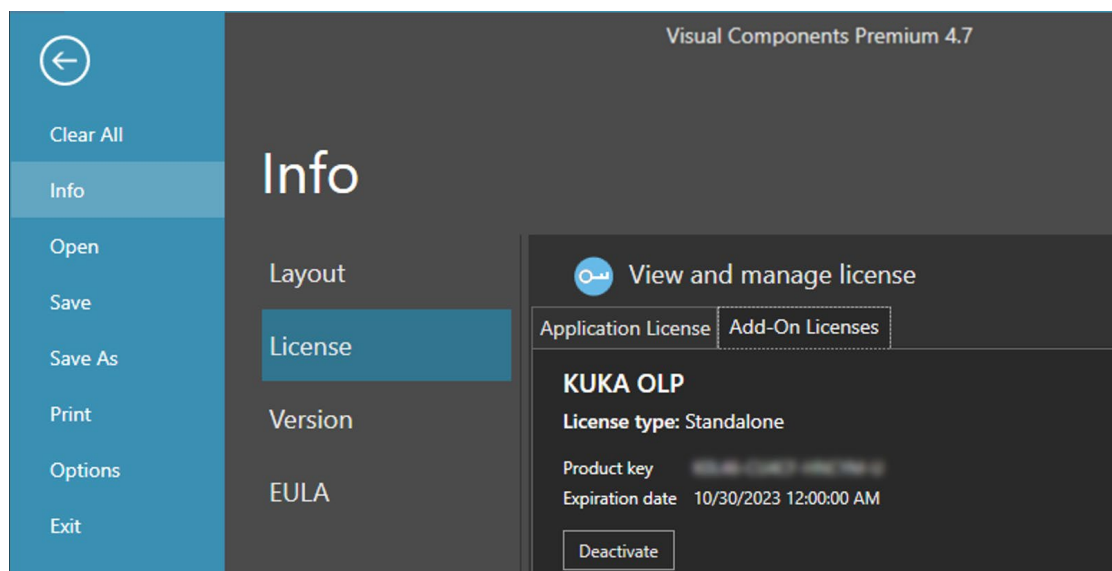 Visual Components Premium 4.7
Clear All
Info
Open
Save
Save As
Print
Options
Exit
Info
Layout
License
Version
EULA
View and manage license
Application License
Add-On Licenses
KUKA OLP
License type: Standalone
Product key
Expiration date 10/30/2023 12:00:00 AM
Deactivate